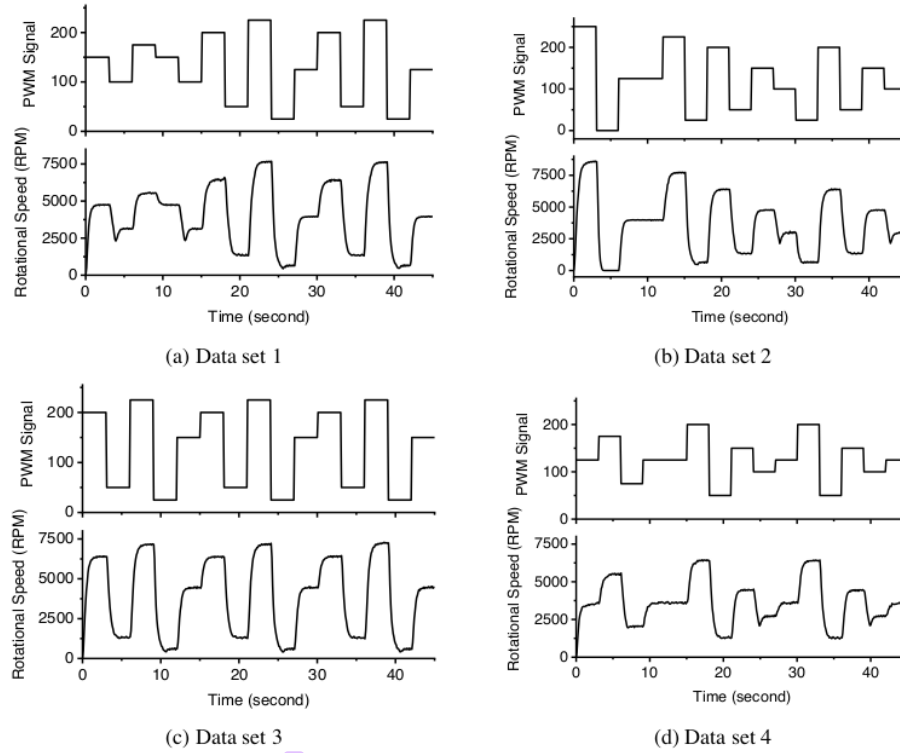 200
PWM Signal
100
0
7500
Rotational Speed (RPM)
5000
2500
0
0 10 20 30 40
Time (second)
(a) Data set 1
200
PWM Signal
100
0
7500
Rotational Speed (RPM)
5000
2500
0
0 10 20 30 40
Time (second)
(b) Data set 2
200
PWM Signal
100
0
7500
Rotational Speed (RPM)
5000
2500
0
0 10 20 30 40
Time (second)
(c) Data set 3
200
PWM Signal
100
0
7500
Rotational Speed (RPM)
5000
2500
0
0 10 20 30 40
Time (second)
(d) Data set 4